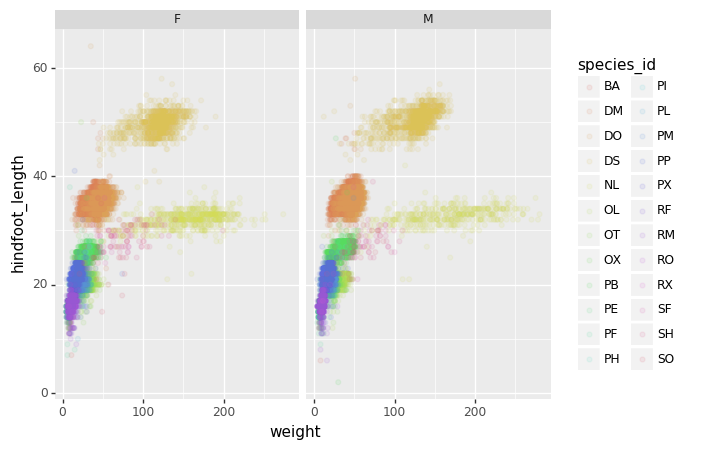 F M
60
40
20
0
hindfoot_length
0 100 200 0 100 200
weight
species_id
BA PI
DM PL
DO PM
DS PP
NL PX
OL RF
OT RM
OX RO
PB RX
PE SF
PF SH
PH SO